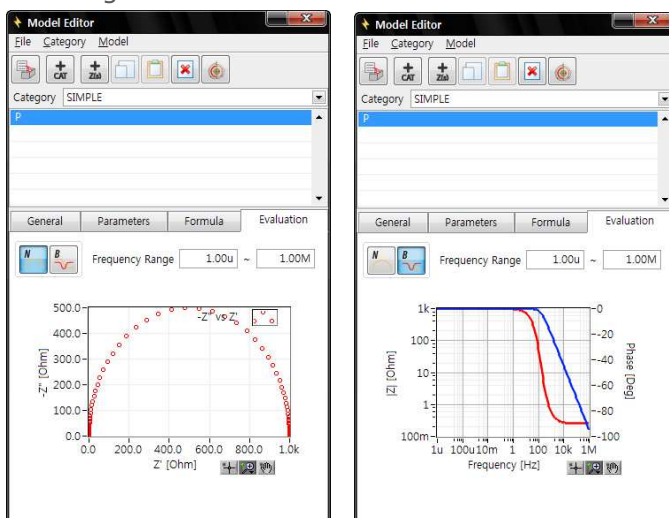 Model Editor
File Category Model
+ CAT + Z(s)
Category SIMPLE
P
General Parameters Formula Evaluation
N B Frequency Range 1.00u ~ 1.00M
-Z" vs Z'
500.0
400.0
300.0
200.0
100.0
0.0
-Z" [Ohm]
0.0 200.0 400.0 600.0 800.0 1.0k
Z' [Ohm]
Model Editor
File Category Model
+ CAT + Z(s)
Category SIMPLE
P
General Parameters Formula Evaluation
N B Frequency Range 1.00u ~ 1.00M
1k
100
10
1
100m
|Z| [Ohm]
0
-20
-40
-60
-80
-100
Phase [Deg]
1u 100u 10m 1 100 10k 1M
Frequency [Hz]